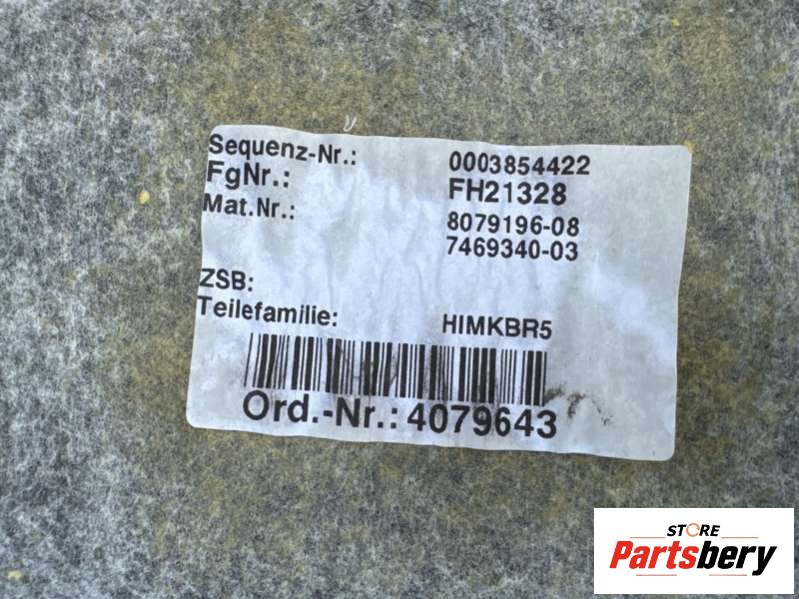 Sequenz-Nr.: 0003854422
FgNr.: FH21328
Mat.Nr.: 8079196-08
7469340-03
ZSB:
Teilefamilie: HIMKBR5
Ord.-Nr.: 4079643
STORE
Partsbery